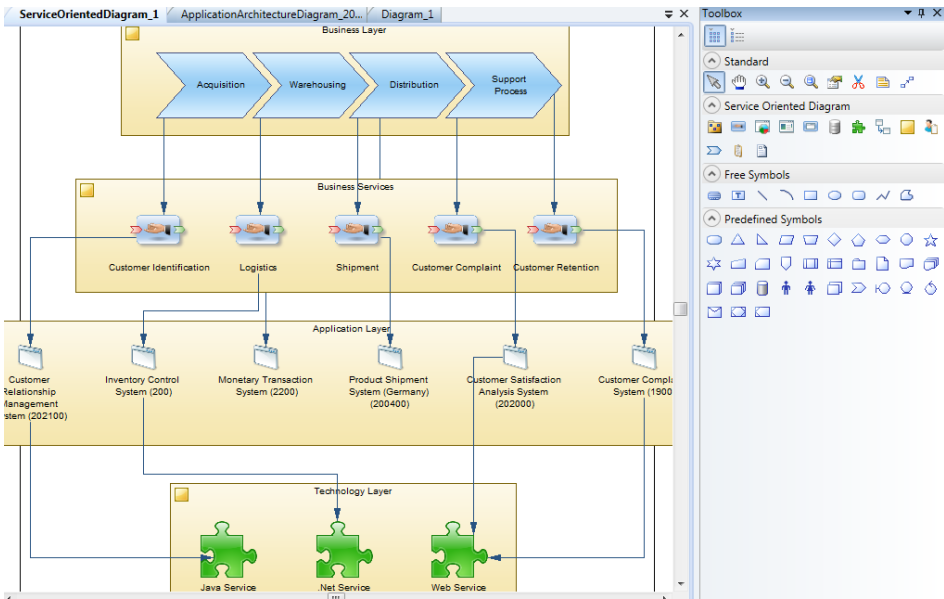 ServiceOrientedDiagram_1
ApplicationArchitectureDiagram_20...
Diagram_1
Business Layer
Acquisition
Warehousing
Distribution
Support
Process
Business Services
Customer Identification
Logistics
Shipment
Customer Complaint
Customer Retention
Application Layer
Customer
Relationship
Management
stem (202100)
Inventory Control
System (200)
Monetary Transaction
System (2200)
Product Shipment
System (Germany)
(200400)
Customer Satisfaction
Analysis System
(202000)
Customer Compl
System (1900
Technology Layer
Java Service
.Net Service
Web Service
Toolbox
Standard
Service Oriented Diagram
Free Symbols
Predefined Symbols